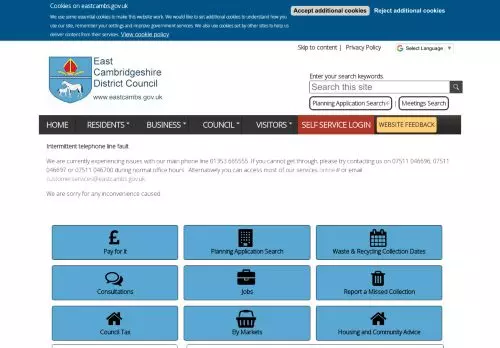 Cookies on eastcambs.gov.uk
We use some essential cookies to make this website work. We would like to set additional cookies to understand how you
use our site, remember your settings and improve government services. We also use cookies set by other sites to help us
deliver content from their services. View cookie policy
Accept additional cookies
Reject additional cookies
Skip to content | Privacy Policy
Select Language
East
Cambridgeshire
District Council
www.eastcambs.gov.uk
Enter your search keywords
Search this site
Planning Application Search
Meetings Search
HOME
RESIDENTS
BUSINESS
COUNCIL
VISITORS
SELF SERVICE LOGIN
WEBSITE FEEDBACK
Intermittent telephone line fault
We are currently experiencing issues with our main phone line 01353 665555. If you cannot get through, please try contacting us on 07511 046696, 07511
046697 or 07511 046700 during normal office hours. Alternatively you can access most of our services online or email
customerservices@eastcambs.gov.uk
We are sorry for any inconvenience caused
Pay for it
Planning Application Search
Waste & Recycling Collection Dates
Consultations
Jobs
Report a Missed Collection
Council Tax
Ely Markets
Housing and Community Advice